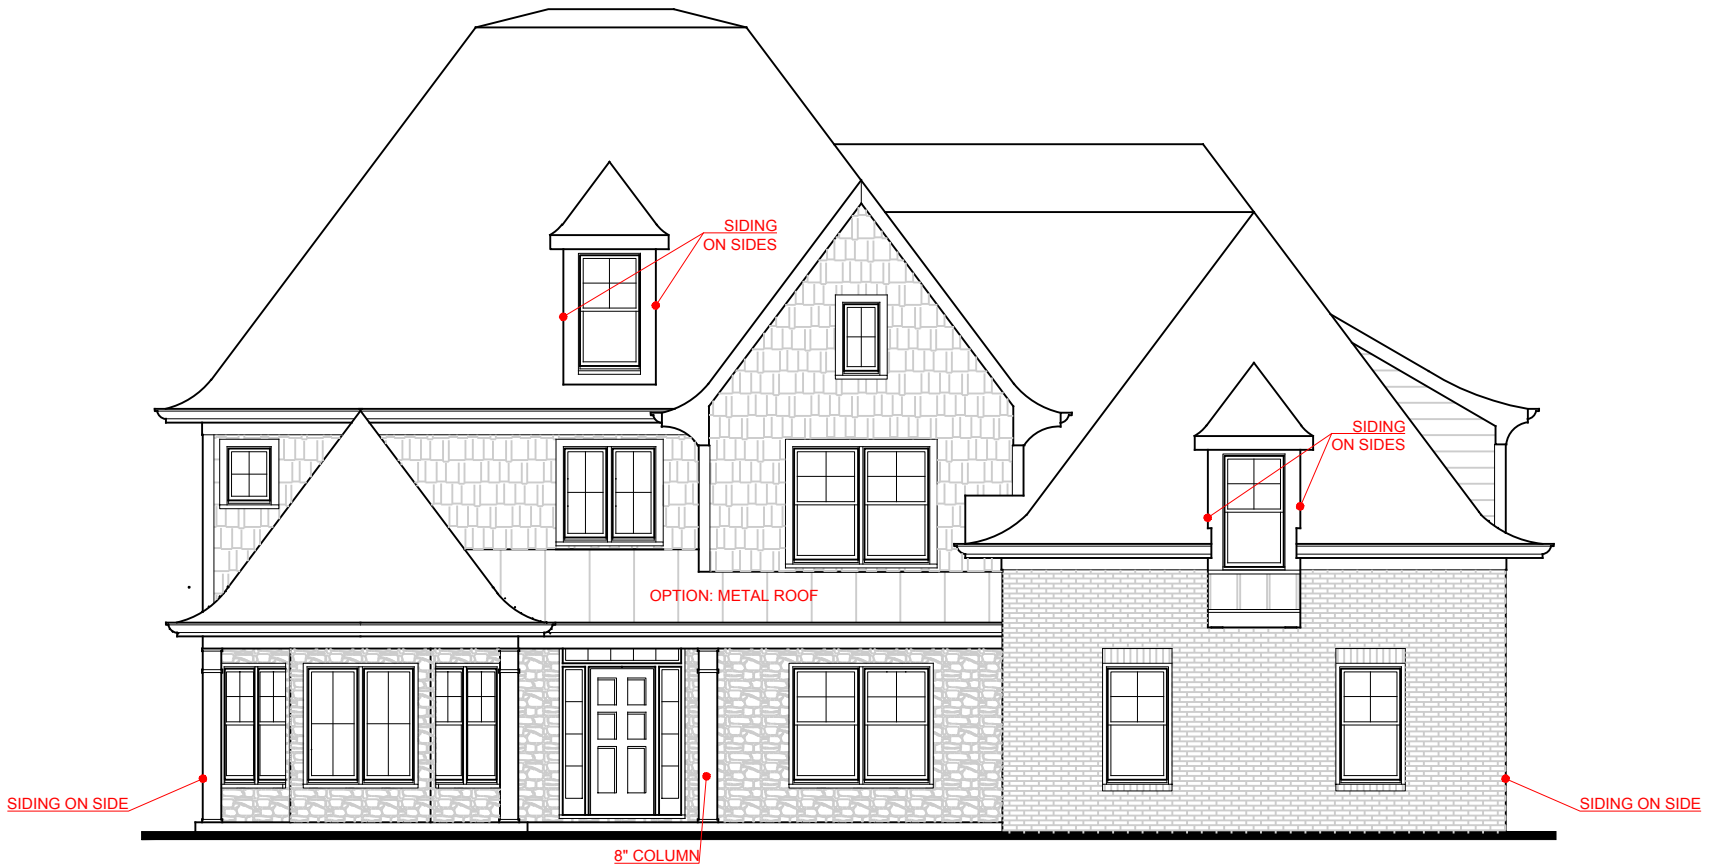 SIDING
ON SIDES
SIDING
ON SIDES
OPTION: METAL ROOF
SIDING ON SIDE
SIDING ON SIDE
8" COLUMN